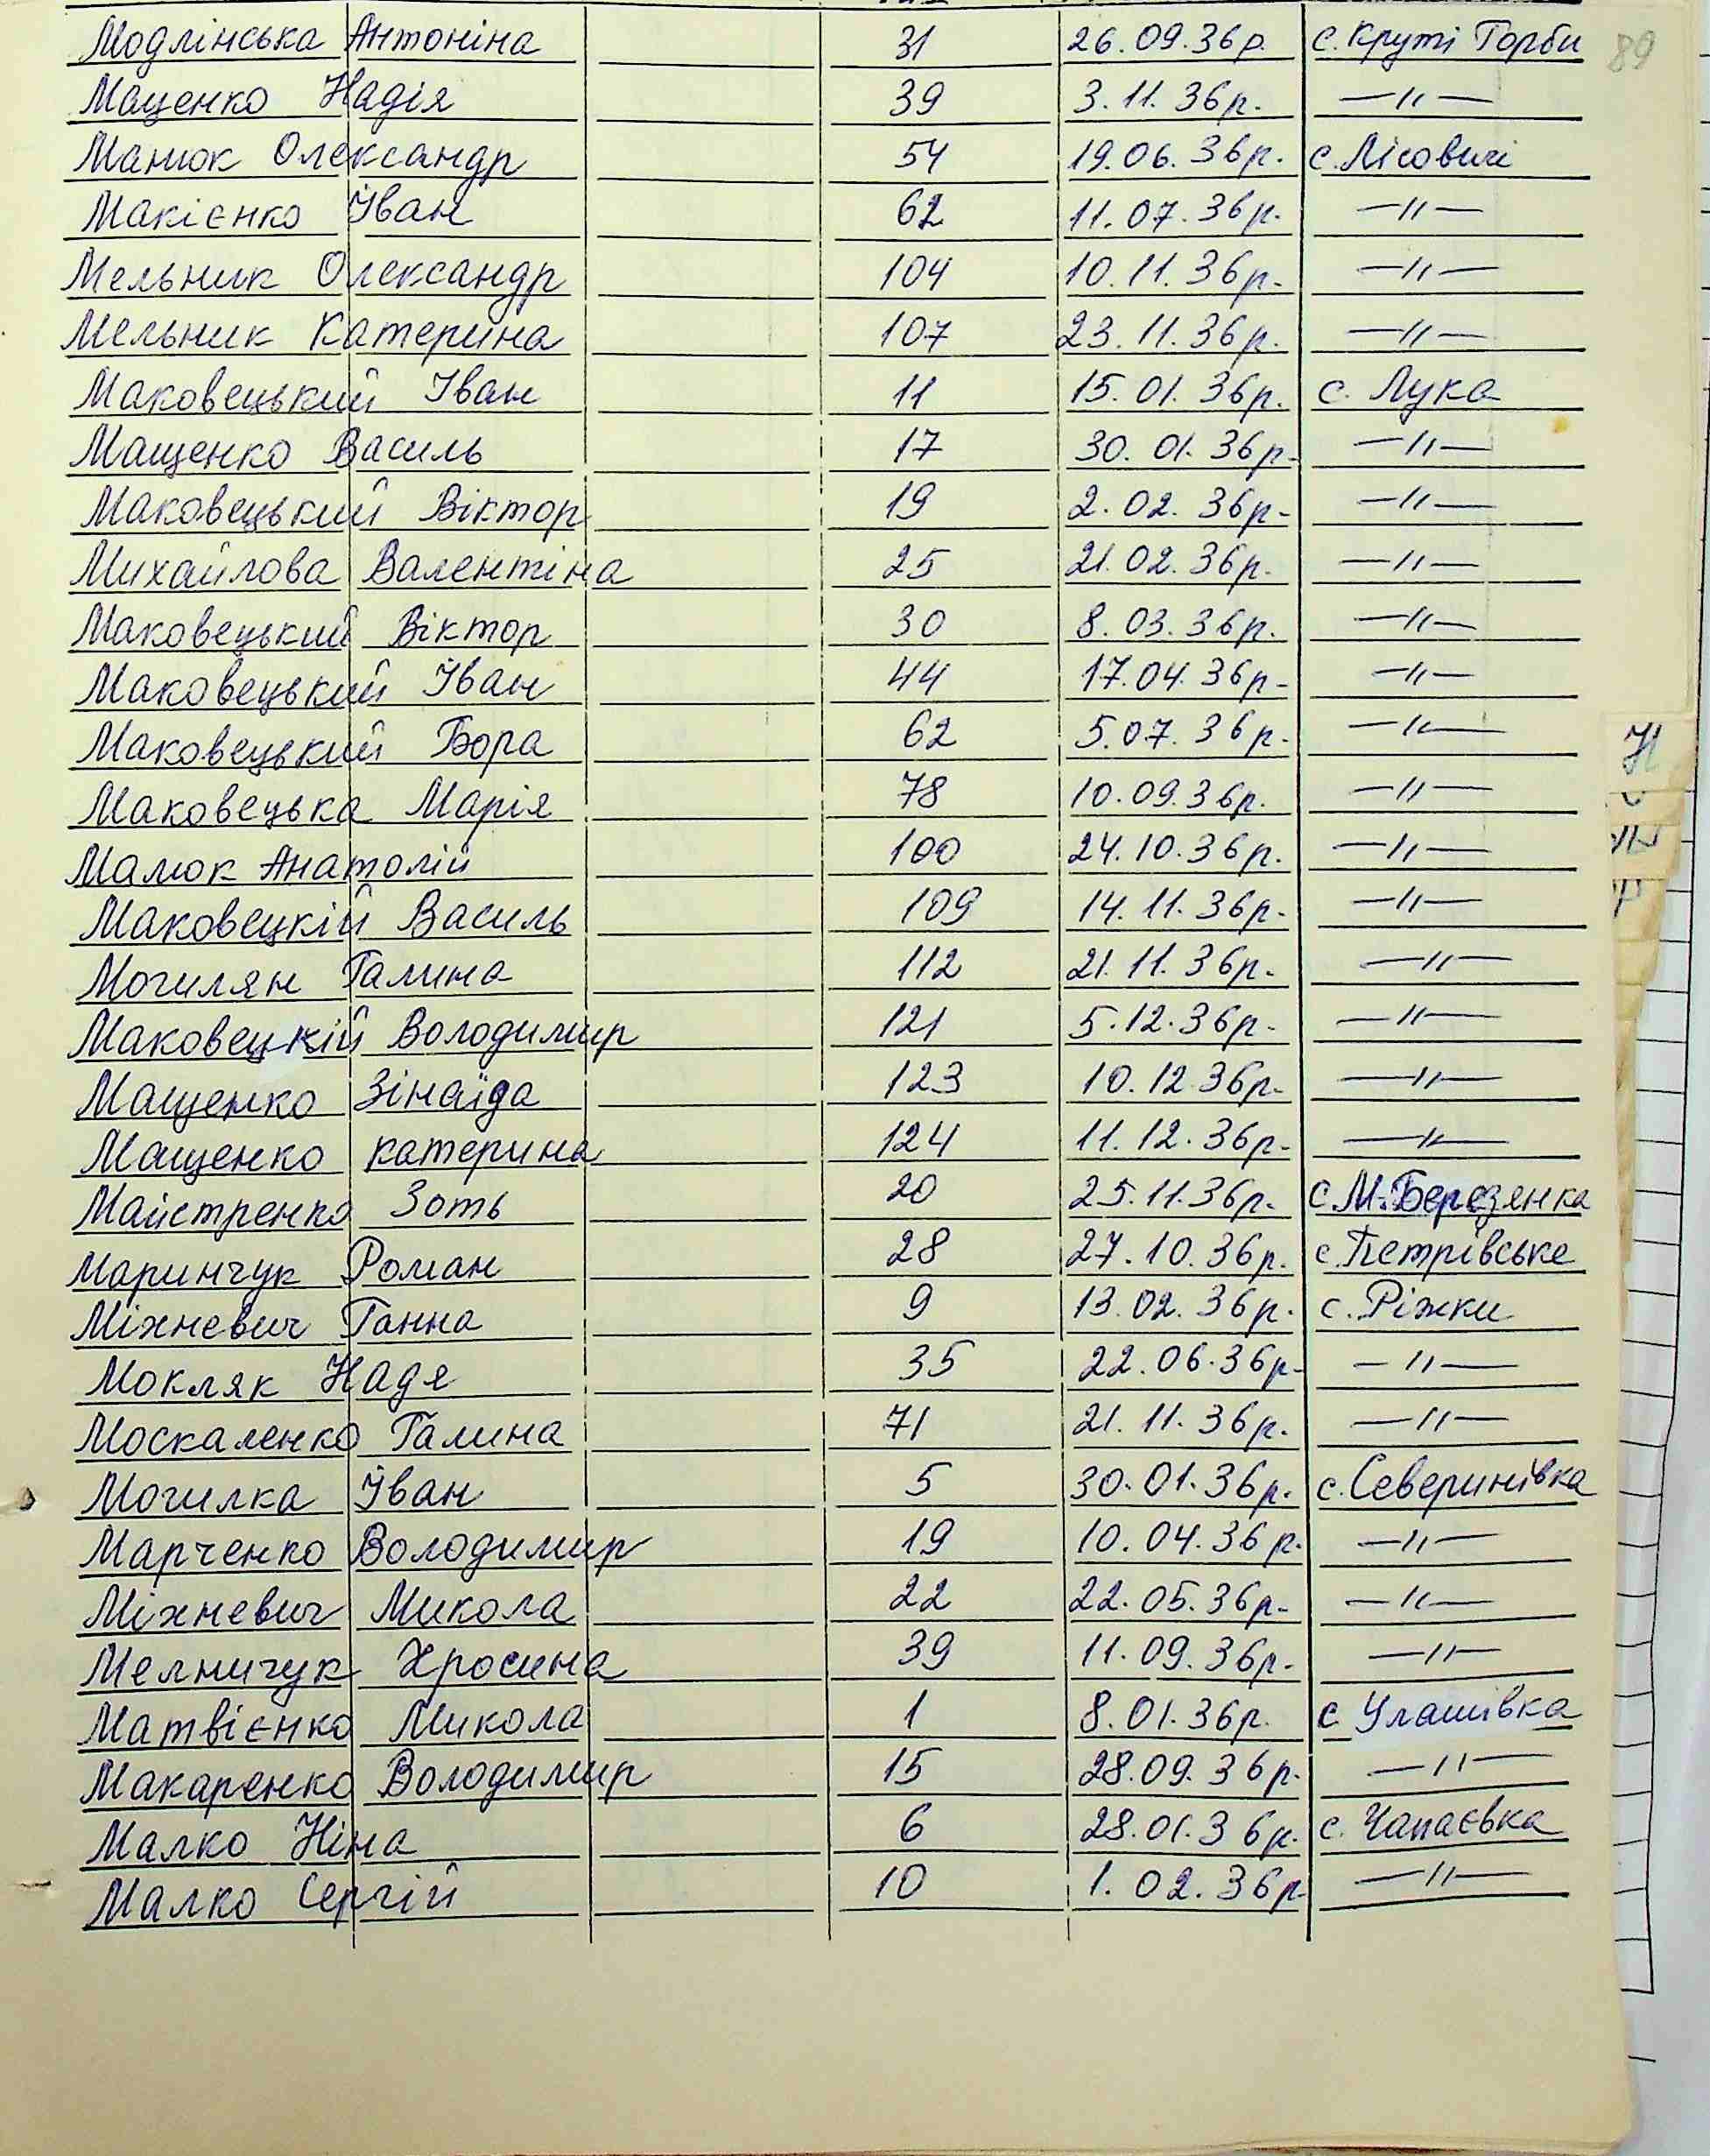 89
Модлінська Антоніна 31 26.09.36р. с. Круті Горби
Маценко Надія 39 3.11.36р. —〃—
Манюк Олександр 54 19.06.36р. с. Лісовичі
Макієнко Іван 62 11.07.36р. —〃—
Мельник Олександр 104 10.11.36р. —〃—
Мельник Катерина 107 23.11.36р. —〃—
Маковецький Іван 11 15.01.36р. с. Лука
Мащенко Василь 17 30.01.36р. —〃—
Маковецький Віктор 19 2.02.36р. —〃—
Михайлова Валентіна 25 21.02.36р. —〃—
Маковецький Віктор 30 8.03.36р. —〃—
Маковецький Іван 44 17.04.36р. —〃—
Маковецький Бора 62 5.07.36р. —〃—
Маковецька Марія 78 10.09.36р. —〃—
Малюк Анатолій 100 24.10.36р. —〃—
Маковецкій Василь 109 14.11.36р. —〃—
Могилян Галина 112 21.11.36р. —〃—
Маковецкій Володимир 121 5.12.36р. —〃—
Мащенко Зінаїда 123 10.12.36р. —〃—
Мащенко катерина 124 11.12.36р. —〃—
Майстренко Зоть 20 25.11.36р. с. М. Березянка
Маринчук Роман 28 27.10.36р. с. Петрівське
Міхневич Ганна 9 13.02.36р. с. Ріжки
Мокляк Надя 35 22.06.36р. —〃—
Москаленко Галина 71 21.11.36р. —〃—
Могилка Іван 5 30.01.36р. с. Северинівка
Марченко Володимир 19 10.04.36р. —〃—
Міхневич Микола 22 22.05.36р. —〃—
Мелничук Хросина 39 11.09.36р. —〃—
Матвієнко Микола 1 8.01.36р. с. Улашівка
Макаренко Володимир 15 28.09.36р. —〃—
Малко Ніна 6 28.01.36р. с. Чапаєвка
Малко Сергій 10 1.02.36р. —〃—
Н